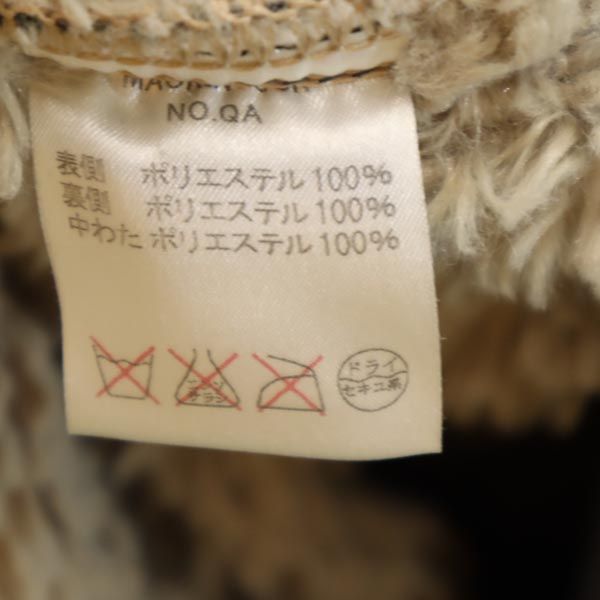 NO.QA
表側 ポリエステル100%
裏側 ポリエステル100%
中わた ポリエステル100%
ドライ
セキユ系